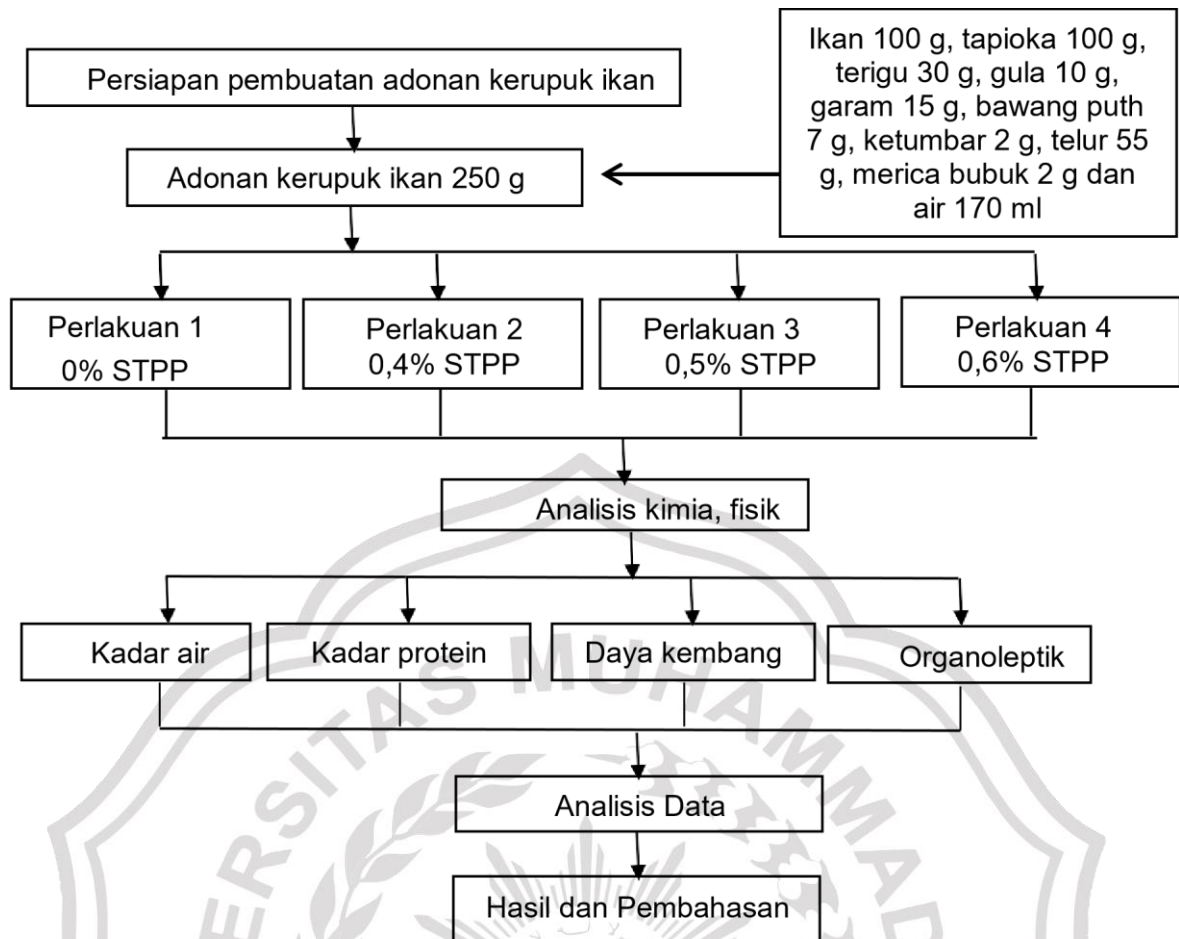 Ikan 100 g, tapioka 100 g,
terigu 30 g, gula 10 g,
garam 15 g, bawang puth
7 g, ketumbar 2 g, telur 55
g, merica bubuk 2 g dan
air 170 ml
Persiapan pembuatan adonan kerupuk ikan
Adonan kerupuk ikan 250 g
Perlakuan 1
0% STPP
Perlakuan 2
0,4% STPP
Perlakuan 3
0,5% STPP
Perlakuan 4
0,6% STPP
Analisis kimia, fisik
Kadar air
Kadar protein
Daya kembang
Organoleptik
Analisis Data
Hasil dan Pembahasan
ERSITAS MUHAMMAD